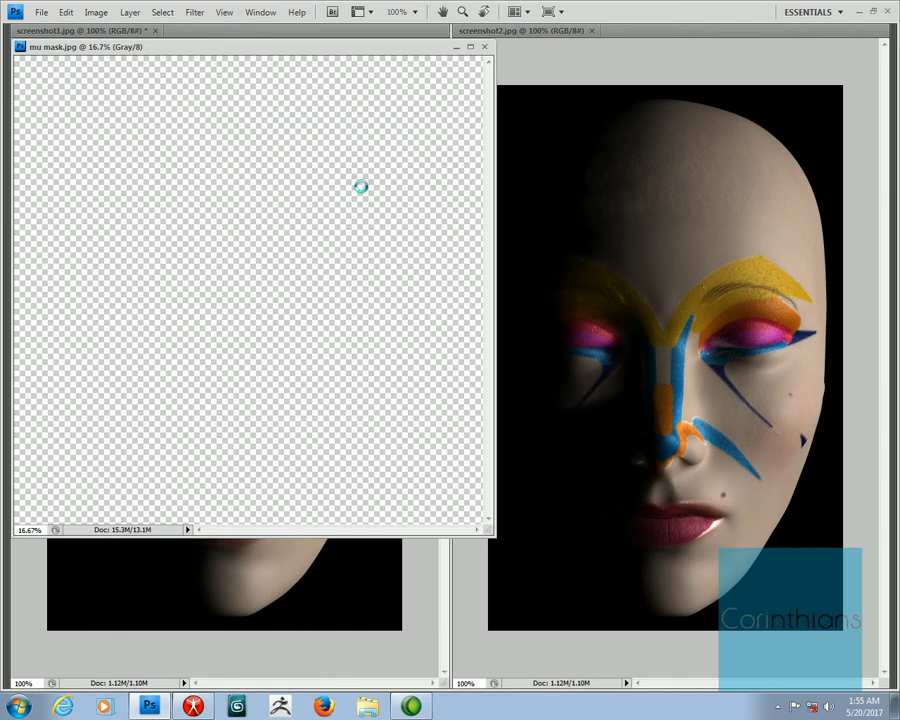 File Edit Image Layer Select Filter View Window Help Br 100% ESSENTIALS
screenshot1.jpg @ 100% (RGB/8#) *
screenshot2.jpg @ 100% (RGB/8#)
mu mask.jpg @ 16.7% (Gray/8)
16.67% Doc: 15.3M/13.1M
Corinthians
100% Doc: 1.12M/1.10M
100% Doc: 1.12M/1.10M
1:55 AM
5/20/2017